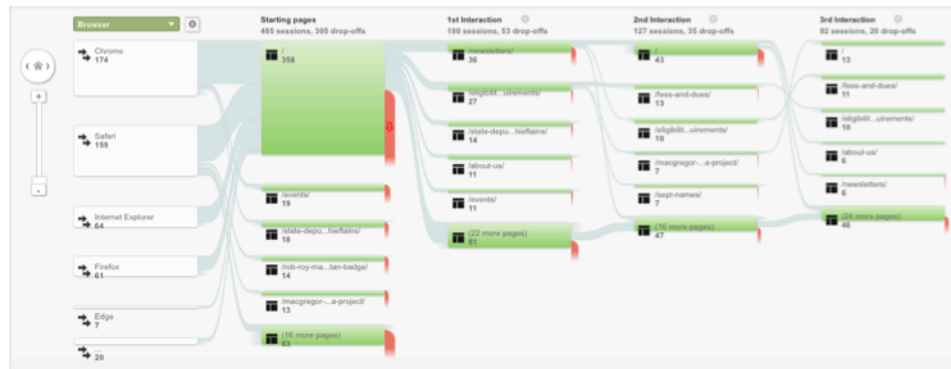 Browser
Chrome
174
Safari
159
Internet Explorer
64
Firefox
61
Edge
7
...
20
Starting pages
485 sessions, 305 drop-offs
/
358
/events/
19
/state-depu...hieftains/
18
/rob-roy-ma...tan-badge/
14
/macgregor-...a-project/
13
(16 more pages)
63
1st Interaction
180 sessions, 53 drop-offs
/newsletters/
36
/eligibilit...uirements/
27
/state-depu...hieftains/
14
/about-us/
11
/events/
11
(22 more pages)
81
2nd Interaction
127 sessions, 35 drop-offs
/
43
/fees-and-dues/
13
/eligibilit...uirements/
10
/macgregor-...a-project/
7
/sept-names/
7
(16 more pages)
47
3rd Interaction
92 sessions, 20 drop-offs
/
13
/fees-and-dues/
11
/eligibilit...uirements/
10
/about-us/
6
/newsletters/
6
(24 more pages)
46